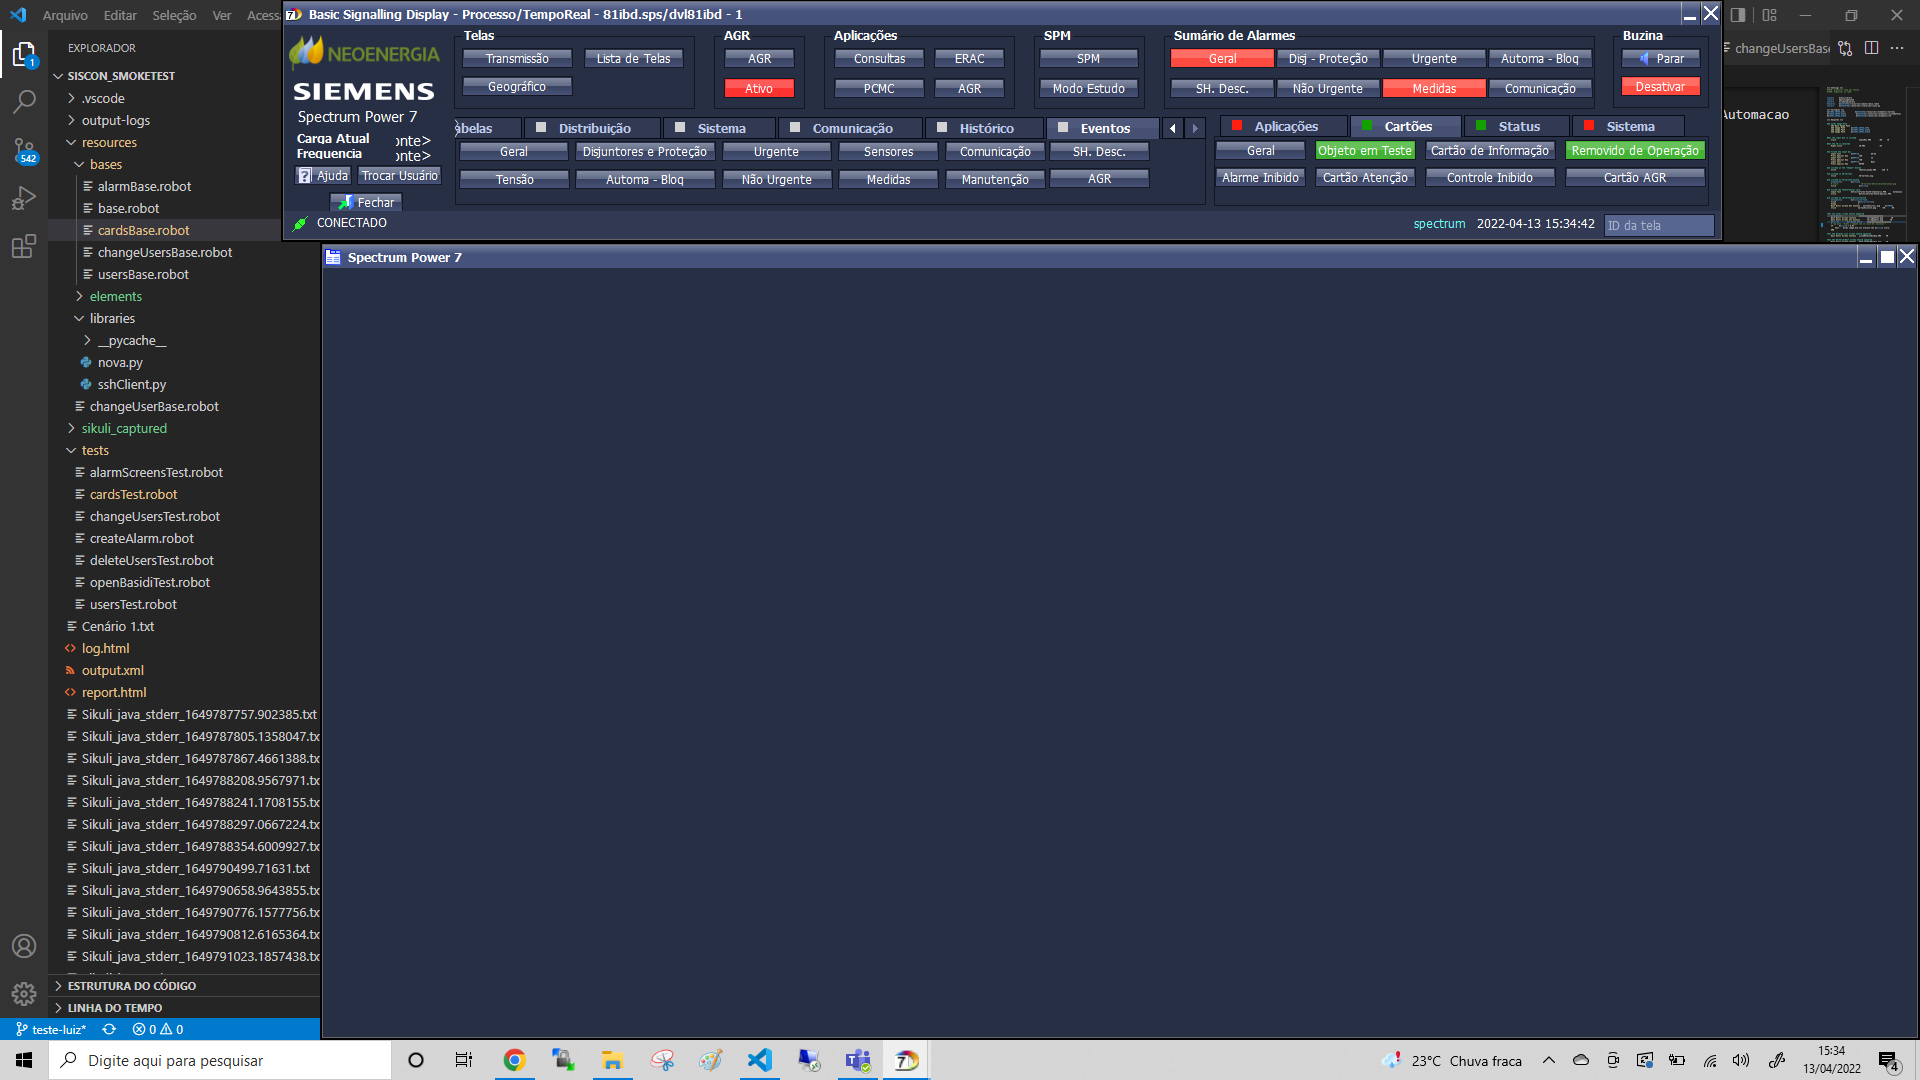 Arquivo Editar Seleção Ver
Basic Signalling Display - Processo/TempoReal - 81ibd.sps/dvl81ibd - 1
EXPLORADOR
SISCON_SMOKETEST
.vscode
output-logs
resources
bases
alarmBase.robot
base.robot
cardsBase.robot
changeUsersBase.robot
usersBase.robot
elements
libraries
__pycache__
nova.py
sshClient.py
changeUserBase.robot
sikuli_captured
tests
alarmScreensTest.robot
cardsTest.robot
changeUsersTest.robot
createAlarm.robot
deleteUsersTest.robot
openBasidiTest.robot
usersTest.robot
Cenário 1.txt
log.html
output.xml
report.html
Sikuli_java_stderr_1649787757.902385.txt
Sikuli_java_stderr_1649787805.1358047.tx
Sikuli_java_stderr_1649787867.4661388.tx
Sikuli_java_stderr_1649788208.9567971.tx
Sikuli_java_stderr_1649788241.1708155.tx
Sikuli_java_stderr_1649788297.0667224.tx
Sikuli_java_stderr_1649788354.6009927.tx
Sikuli_java_stderr_1649790499.71631.txt
Sikuli_java_stderr_1649790658.9643855.tx
Sikuli_java_stderr_1649790776.1577756.tx
Sikuli_java_stderr_1649790812.6165364.tx
Sikuli_java_stderr_1649791023.1857438.tx
ESTRUTURA DO CÓDIGO
LINHA DO TEMPO
teste-luiz* 0 0
1
542
NEOENERGIA
SIEMENS
Spectrum Power 7
Carga Atual onte>
Frequencia onte>
Ajuda Trocar Usuário
Fechar
CONECTADO
Telas
Transmissão Lista de Telas
Geográfico
AGR
AGR
Ativo
Aplicações
Consultas ERAC
PCMC AGR
SPM
SPM
Modo Estudo
Sumário de Alarmes
Geral Disj - Proteção Urgente Automa - Bloq
SH. Desc. Não Urgente Medidas Comunicação
Buzina
Parar
Desativar
abelas Distribuição Sistema Comunicação Histórico Eventos
Geral Disjuntores e Proteção Urgente Sensores Comunicação SH. Desc.
Tensão Automa - Bloq Não Urgente Medidas Manutenção AGR
Aplicações Cartões Status Sistema
Geral Objeto em Teste Cartão de Informação Removido de Operação
Alarme Inibido Cartão Atenção Controle Inibido Cartão AGR
spectrum 2022-04-13 15:34:42 ID da tela
changeUsersBas
Automacao
Spectrum Power 7
Digite aqui para pesquisar
23°C Chuva fraca
15:34
13/04/2022
4